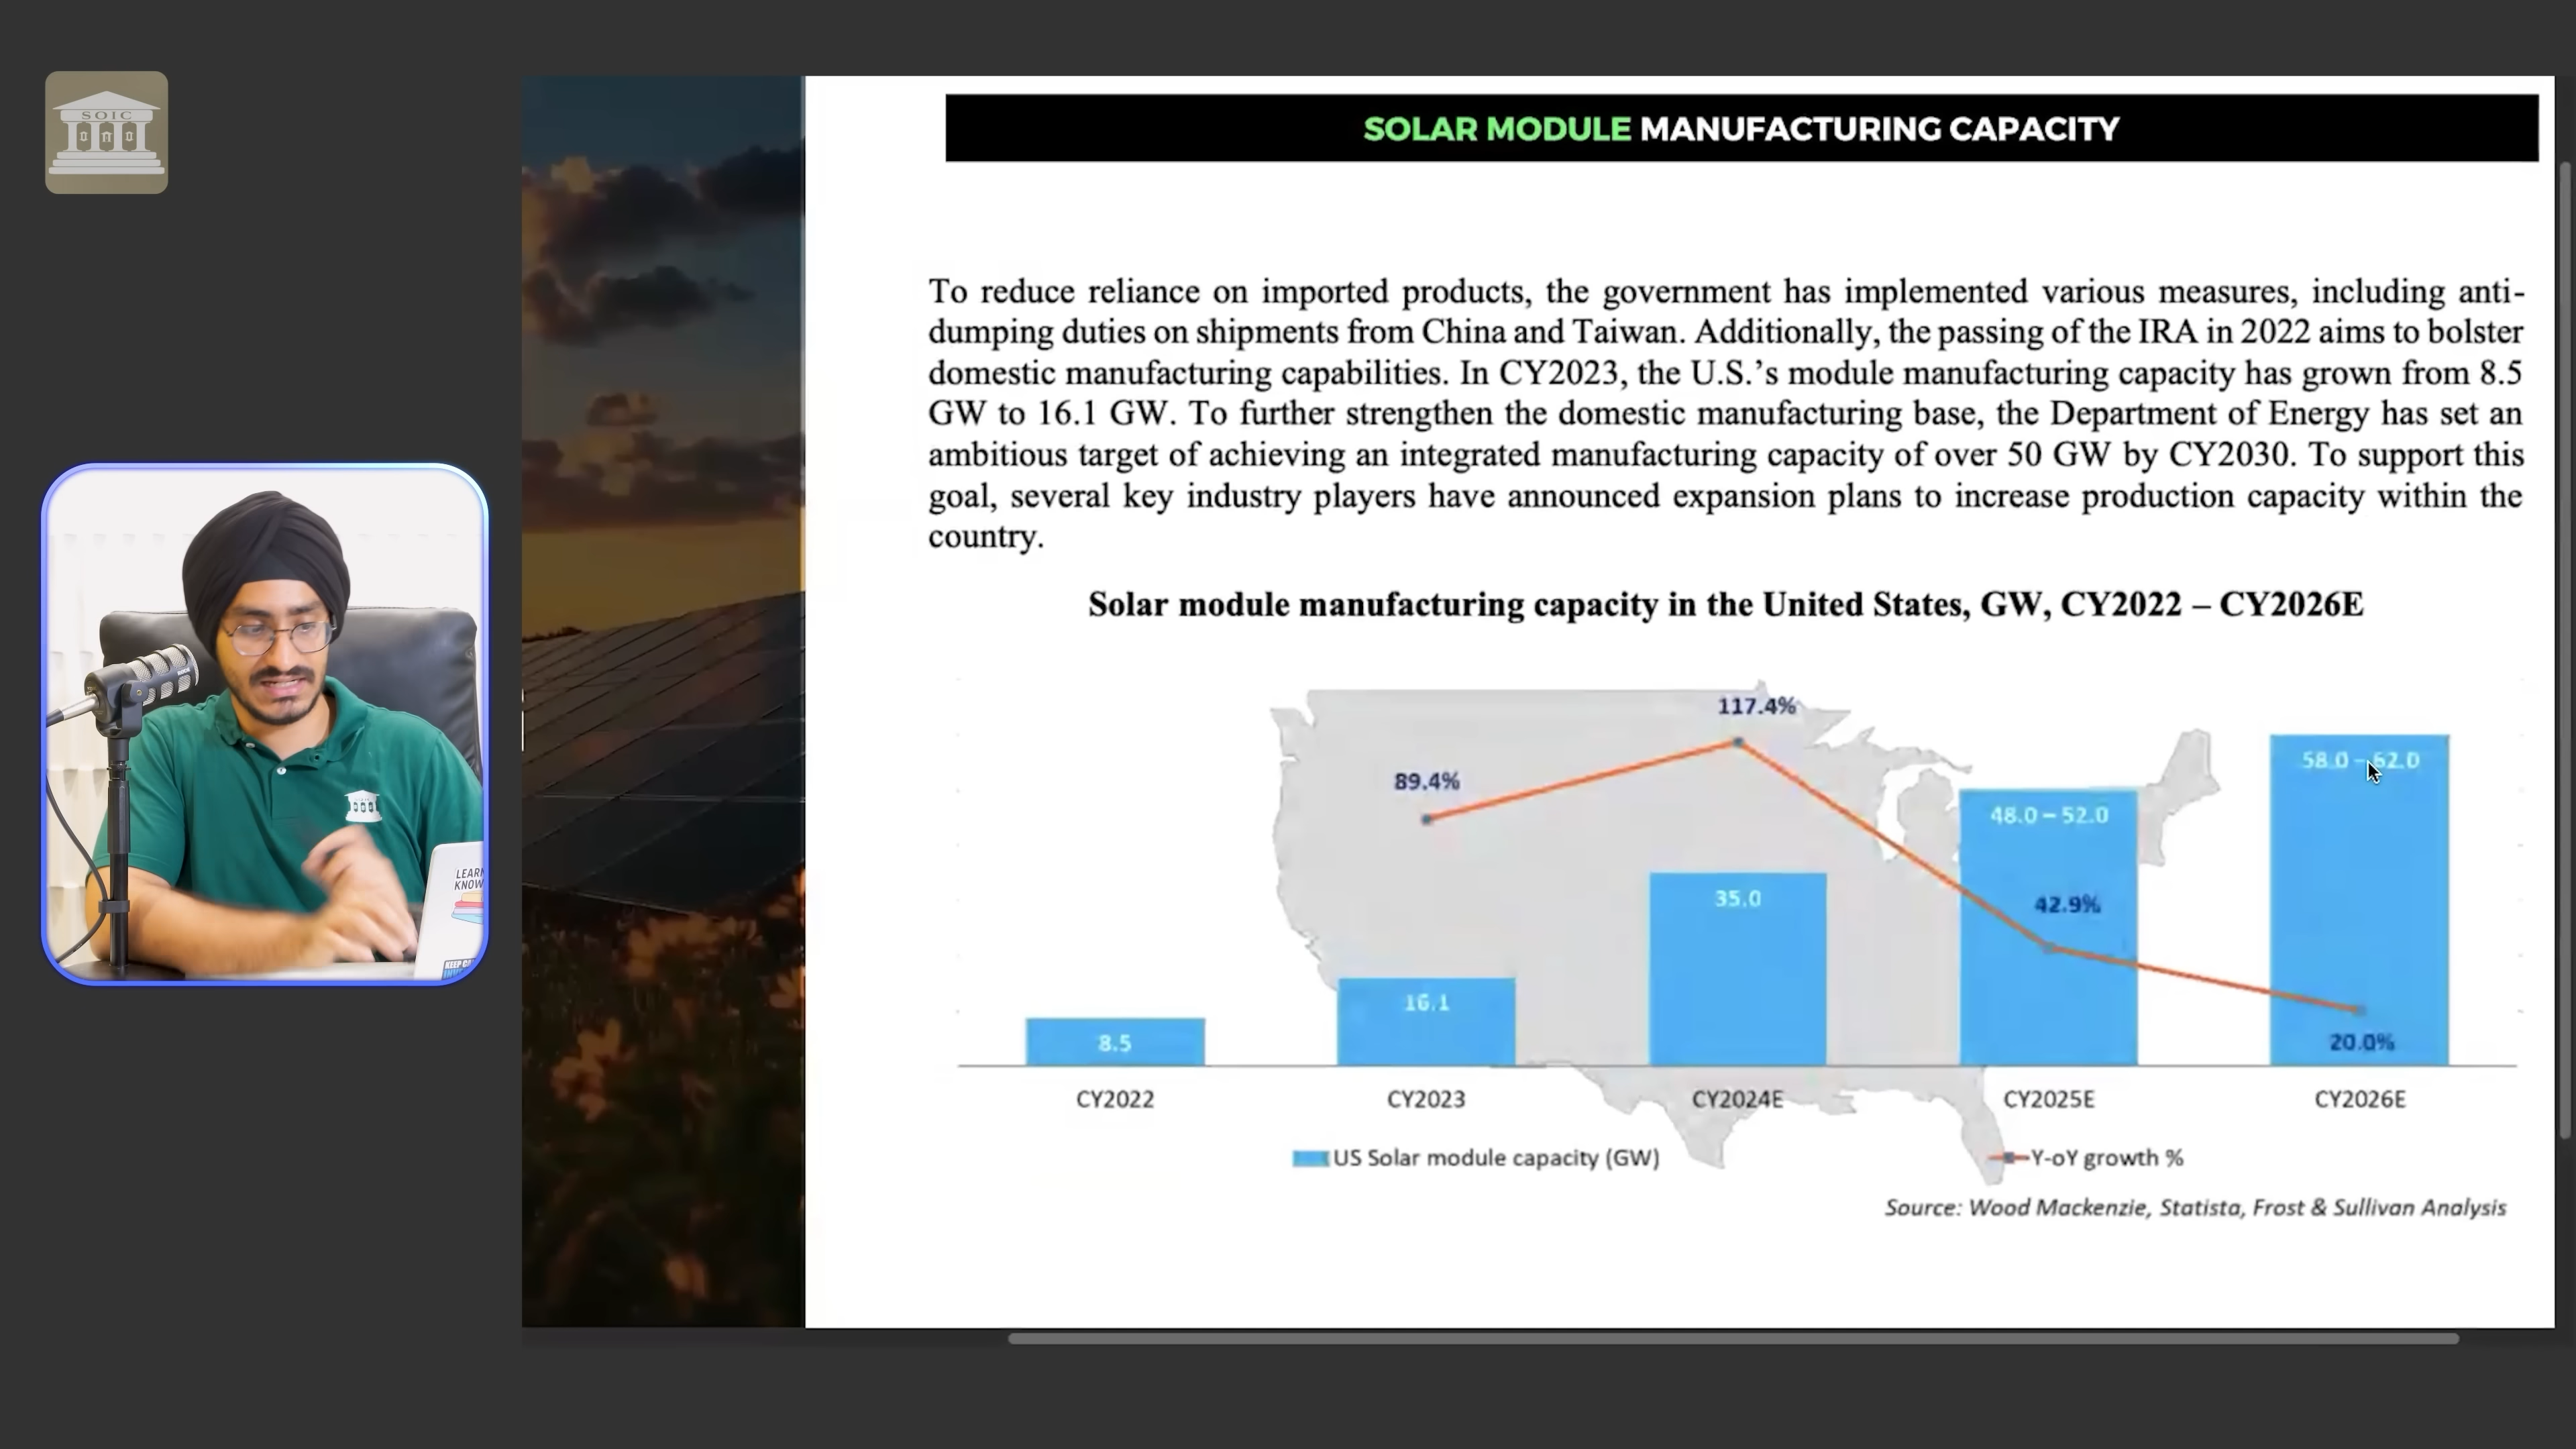 SOIC
SOLAR MODULE MANUFACTURING CAPACITY
To reduce reliance on imported products, the government has implemented various measures, including anti-
dumping duties on shipments from China and Taiwan. Additionally, the passing of the IRA in 2022 aims to bolster
domestic manufacturing capabilities. In CY2023, the U.S.'s module manufacturing capacity has grown from 8.5
GW to 16.1 GW. To further strengthen the domestic manufacturing base, the Department of Energy has set an
ambitious target of achieving an integrated manufacturing capacity of over 50 GW by CY2030. To support this
goal, several key industry players have announced expansion plans to increase production capacity within the
country.
Solar module manufacturing capacity in the United States, GW, CY2022 – CY2026E
117.4%
89.4%
58.0 – 62.0
48.0 – 52.0
35.0
42.9%
16.1
8.5
20.0%
CY2022 CY2023 CY2024E CY2025E CY2026E
US Solar module capacity (GW) Y-oY growth %
Source: Wood Mackenzie, Statista, Frost & Sullivan Analysis
LEARN
KNOW